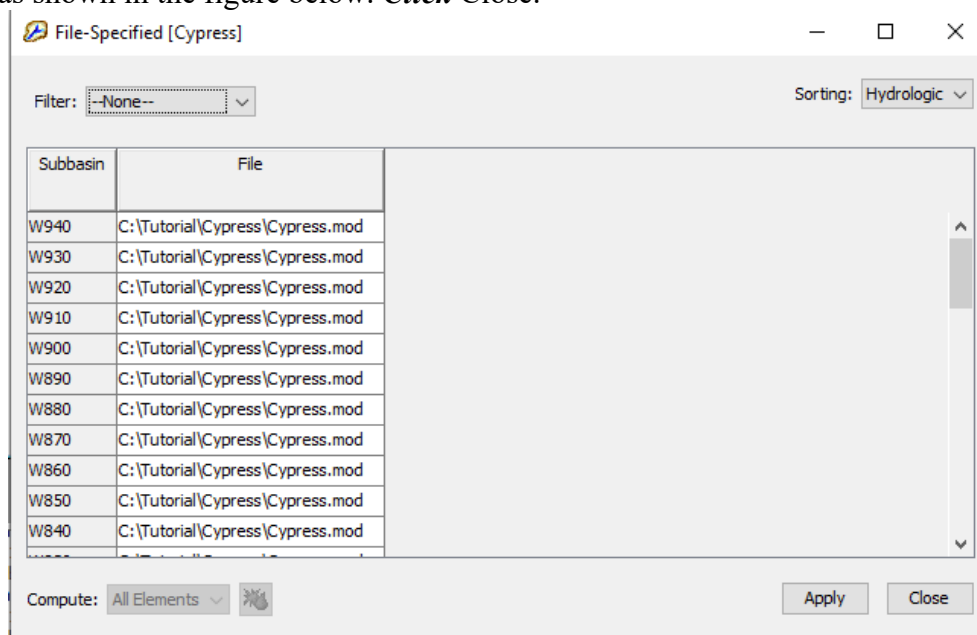 as shown in the figure below. Click Close.
File-Specified [Cypress]
Filter: --None-- Sorting: Hydrologic
Subbasin File
W940 C:\Tutorial\Cypress\Cypress.mod
W930 C:\Tutorial\Cypress\Cypress.mod
W920 C:\Tutorial\Cypress\Cypress.mod
W910 C:\Tutorial\Cypress\Cypress.mod
W900 C:\Tutorial\Cypress\Cypress.mod
W890 C:\Tutorial\Cypress\Cypress.mod
W880 C:\Tutorial\Cypress\Cypress.mod
W870 C:\Tutorial\Cypress\Cypress.mod
W860 C:\Tutorial\Cypress\Cypress.mod
W850 C:\Tutorial\Cypress\Cypress.mod
W840 C:\Tutorial\Cypress\Cypress.mod
Compute: All Elements Apply Close